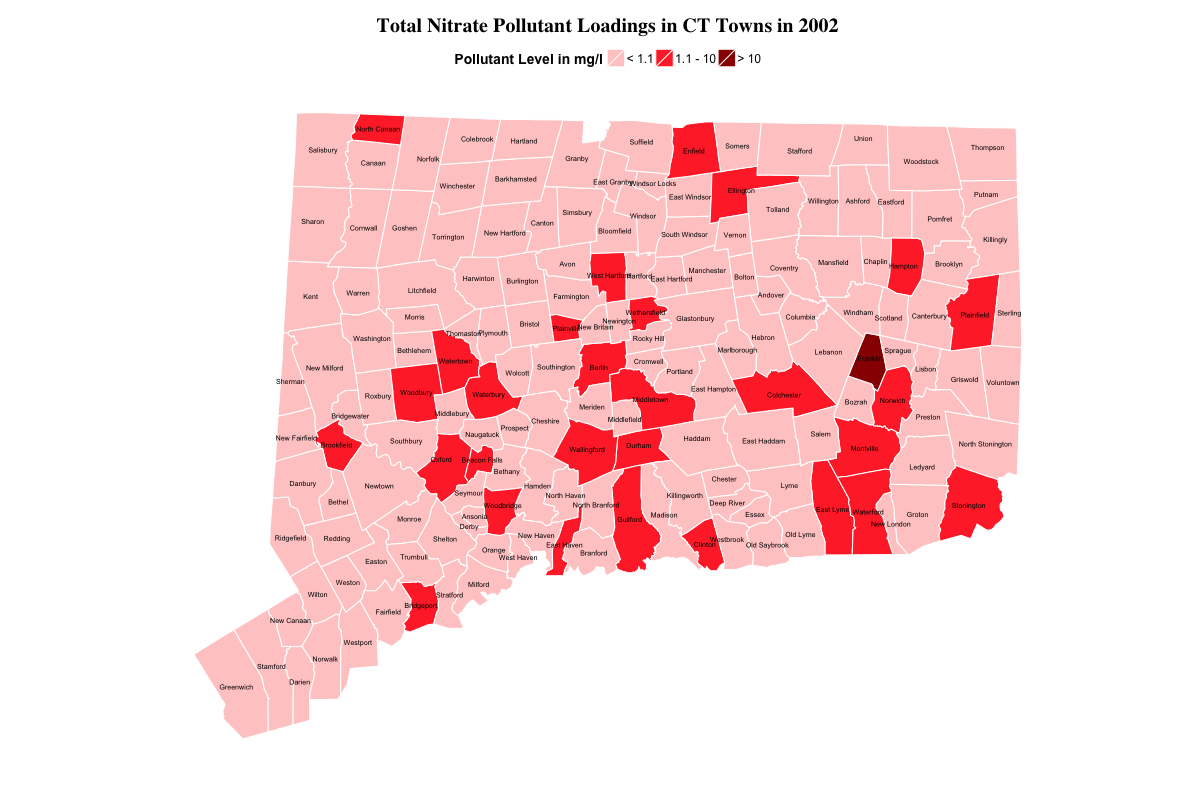 Total Nitrate Pollutant Loadings in CT Towns in 2002
Pollutant Level in mg/l < 1.1 1.1 - 10 > 10
North Canaan
Salisbury
Canaan
Norfolk
Colebrook
Hartland
Granby
Suffield
Enfield
Somers
Stafford
Union
Woodstock
Thompson
Winchester
Barkhamsted
East Granby
Windsor Locks
East Windsor
Ellington
Tolland
Willington
Ashford
Eastford
Putnam
Sharon
Cornwall
Goshen
Torrington
New Hartford
Canton
Simsbury
Bloomfield
Windsor
South Windsor
Vernon
Pomfret
Killingly
Kent
Warren
Litchfield
Harwinton
Burlington
Avon
West Hartford
Hartford
East Hartford
Manchester
Bolton
Coventry
Mansfield
Chaplin
Hampton
Brooklyn
Farmington
Andover
Morris
Washington
Bethlehem
Thomaston
Plymouth
Bristol
Plainville
New Britain
Newington
Wethersfield
Rocky Hill
Glastonbury
Hebron
Columbia
Windham
Scotland
Canterbury
Plainfield
Sterling
Marlborough
Lebanon
Franklin
Sprague
Lisbon
Griswold
Voluntown
New Milford
Sherman
Roxbury
Woodbury
Watertown
Waterbury
Wolcott
Southington
Berlin
Cromwell
Portland
East Hampton
Colchester
Bozrah
Norwich
Preston
Bridgewater
Middlebury
Naugatuck
Prospect
Cheshire
Meriden
Middlefield
Middletown
New Fairfield
Brookfield
Southbury
Oxford
Beacon Falls
Bethany
Wallingford
Durham
Haddam
East Haddam
Salem
Montville
Ledyard
North Stonington
Danbury
Bethel
Newtown
Seymour
Woodbridge
Hamden
North Haven
North Branford
Guilford
Madison
Killingworth
Chester
Deep River
Essex
Lyme
East Lyme
Waterford
New London
Groton
Stonington
Ridgefield
Redding
Monroe
Ansonia
Derby
Shelton
Orange
New Haven
West Haven
East Haven
Branford
Clinton
Westbrook
Old Saybrook
Old Lyme
Easton
Trumbull
Weston
Wilton
Milford
Stratford
Bridgeport
Fairfield
New Canaan
Westport
Norwalk
Stamford
Darien
Greenwich